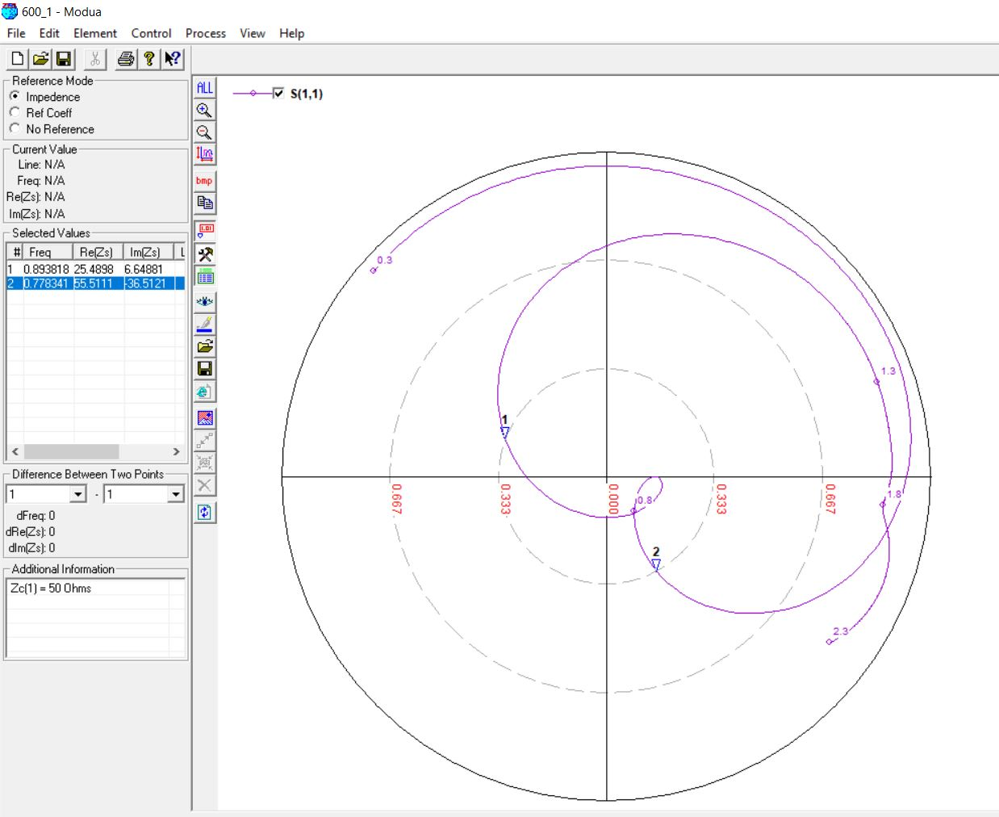 600_1 - Modua
File Edit Element Control Process View Help
Reference Mode
Impedence
Ref Coeff
No Reference
Current Value
Line: N/A
Freq: N/A
Re(Zs): N/A
Im(Zs): N/A
Selected Values
# Freq Re(Zs) Im(Zs) L
1 0.893818 25.4898 6.64881
2 0.778341 55.5111 -36.5121
Difference Between Two Points
1 - 1
dFreq: 0
dRe(Zs): 0
dIm(Zs): 0
Additional Information
Zc(1) = 50 Ohms
ALL
bmp
1.01
S(1,1)
0.3
1.3
1
0.667
0.333
0.000
0.8
0.333
0.667
1.8
2
2.3